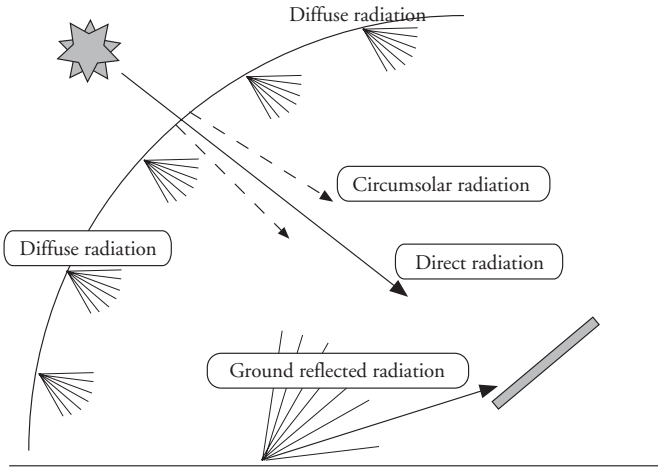 Diffuse radiation
Circumsolar radiation
Diffuse radiation
Direct radiation
Ground reflected radiation